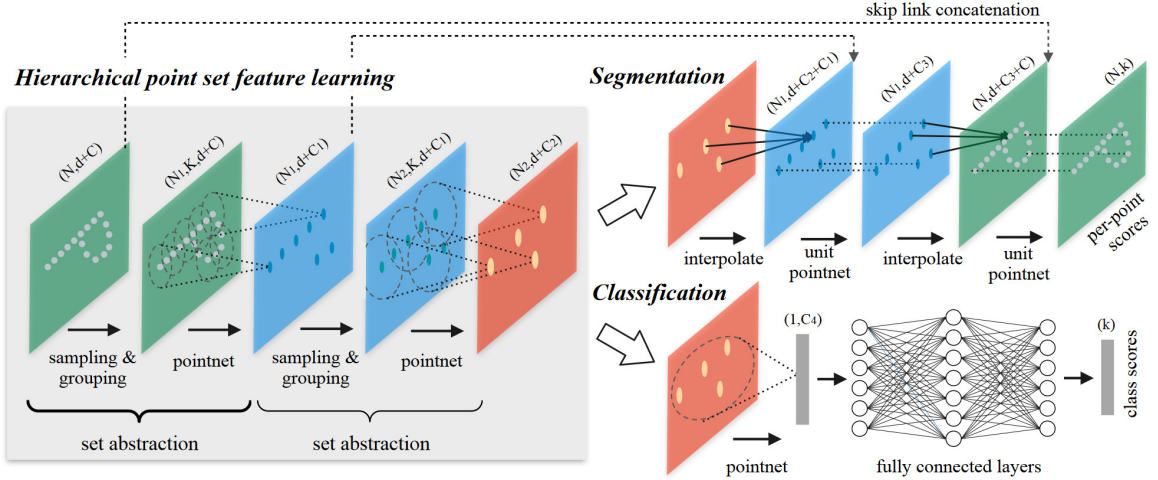 skip link concatenation
Hierarchical point set feature learning
(N,d+C)
(N1,K,d+C)
(N1,d+C1)
(N2,K,d+C1)
(N2,d+C2)
sampling &
grouping
pointnet
sampling &
grouping
pointnet
set abstraction
set abstraction
Segmentation
(N1,d+C2+C1)
(N1,d+C3)
(N,d+C3+C)
(N,k)
interpolate
unit
pointnet
interpolate
unit
pointnet
per-point
scores
Classification
(1,C4)
(k)
class scores
pointnet
fully connected layers